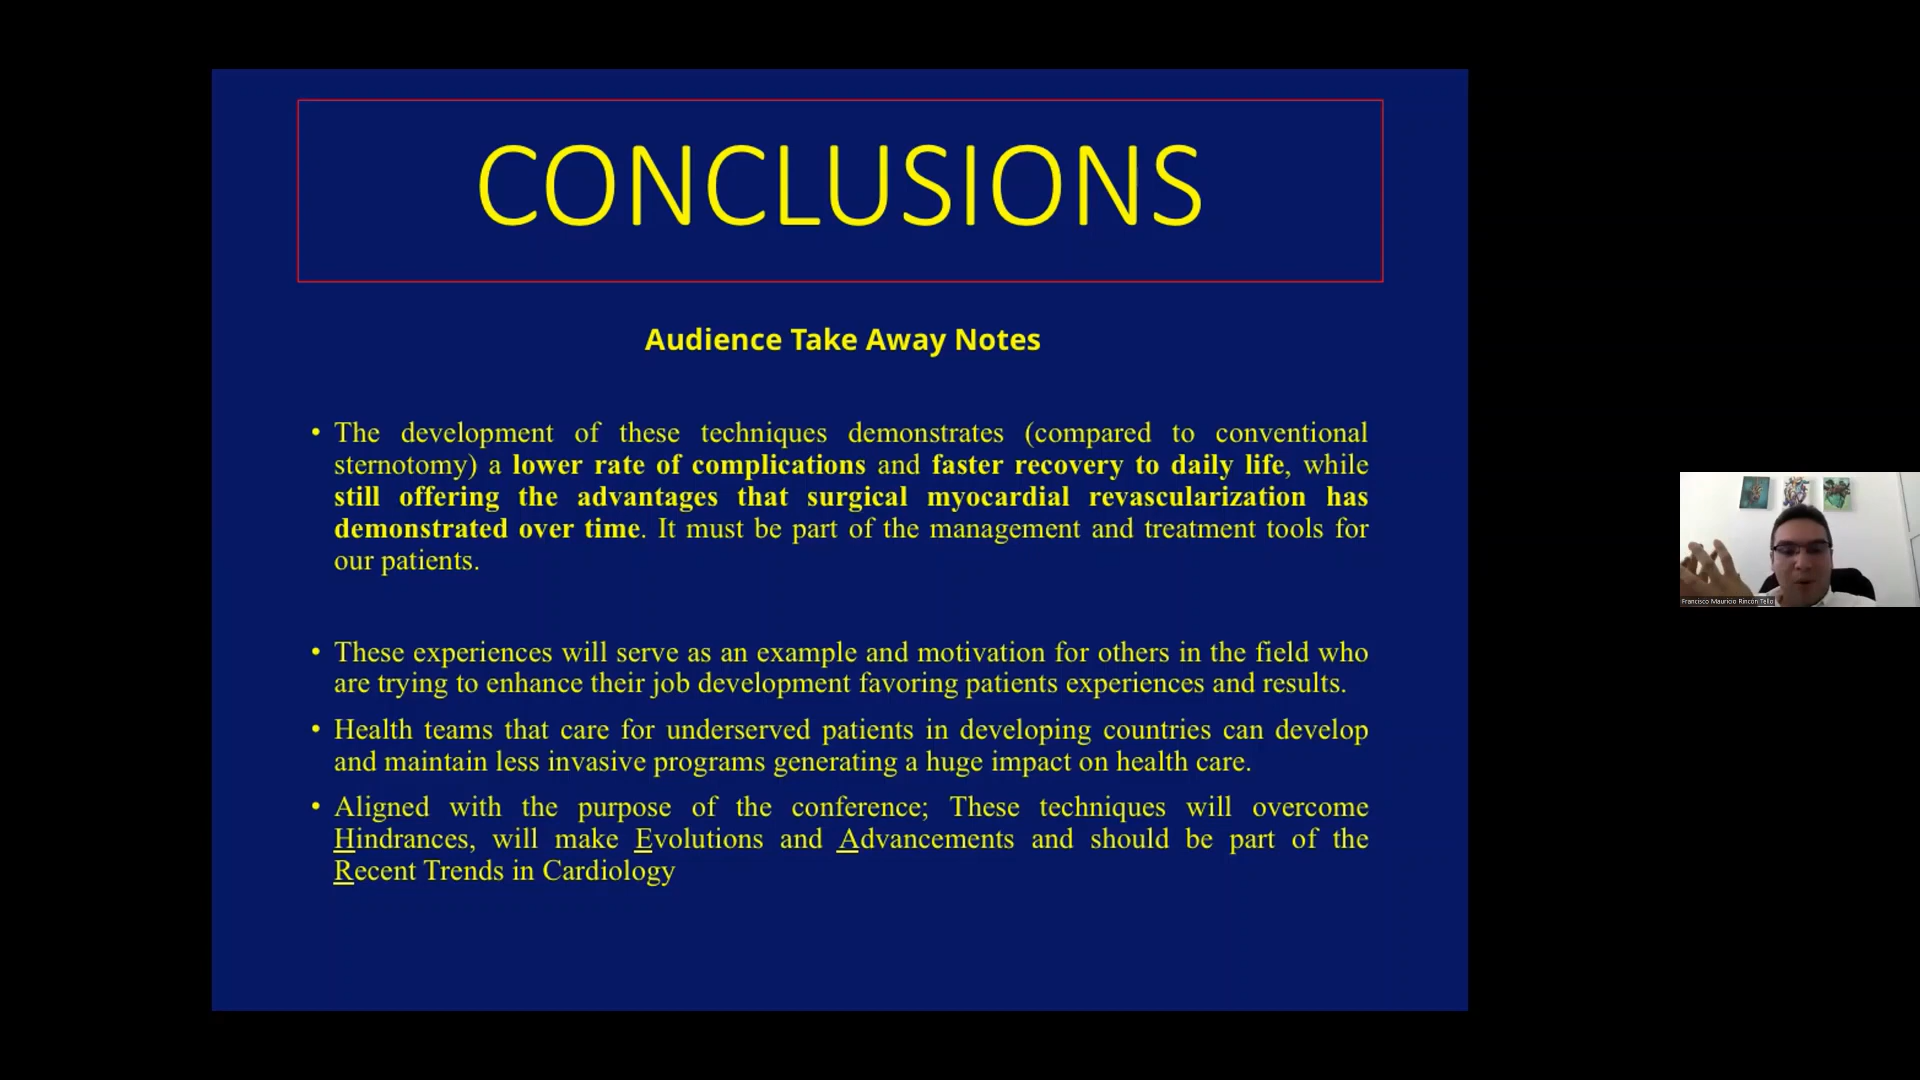 CONCLUSIONS
Audience Take Away Notes
• The development of these techniques demonstrates (compared to conventional
sternotomy) a lower rate of complications and faster recovery to daily life, while
still offering the advantages that surgical myocardial revascularization has
demonstrated over time. It must be part of the management and treatment tools for
our patients.
• These experiences will serve as an example and motivation for others in the field who
are trying to enhance their job development favoring patients experiences and results.
• Health teams that care for underserved patients in developing countries can develop
and maintain less invasive programs generating a huge impact on health care.
• Aligned with the purpose of the conference; These techniques will overcome
Hindrances, will make Evolutions and Advancements and should be part of the
Recent Trends in Cardiology
Francisco Mauricio Rincón Tello